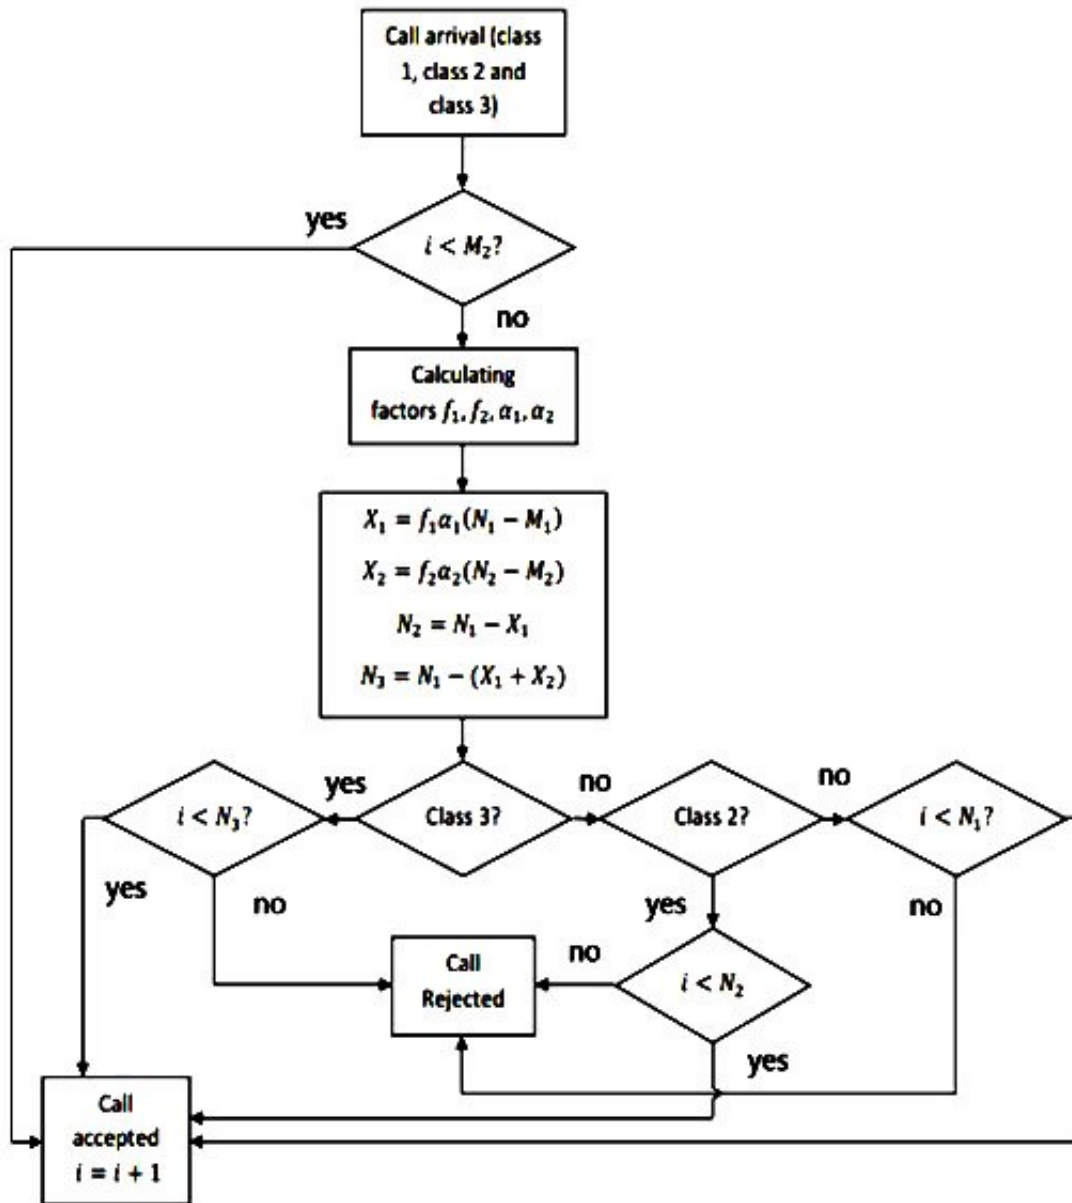 Call arrival (class
1, class 2 and
class 3)
yes
i < M₂?
no
Calculating
factors f₁, f₂, α₁, α₂
X₁ = f₁α₁(N₁ − M₁)
X₂ = f₂α₂(N₂ − M₂)
N₂ = N₁ − X₁
N₃ = N₁ − (X₁ + X₂)
i < N₃?
yes
Class 3?
no
Class 2?
no
i < N₁?
yes
no
yes
no
Call
Rejected
no
i < N₂
yes
Call
accepted
i = i + 1